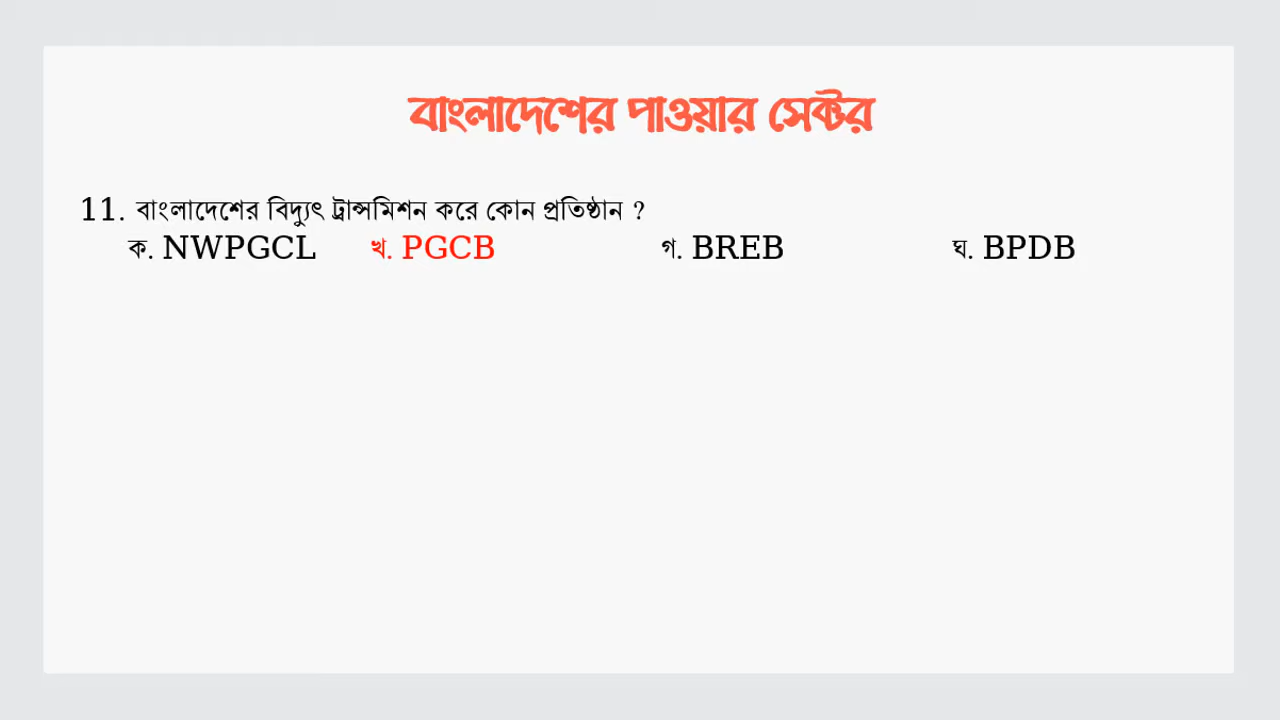 বাংলাদেশের পাওয়ার সেক্টর
11. বাংলাদেশের বিদ্যুৎ ট্রান্সমিশন করে কোন প্রতিষ্ঠান ?
ক. NWPGCL খ. PGCB গ. BREB ঘ. BPDB